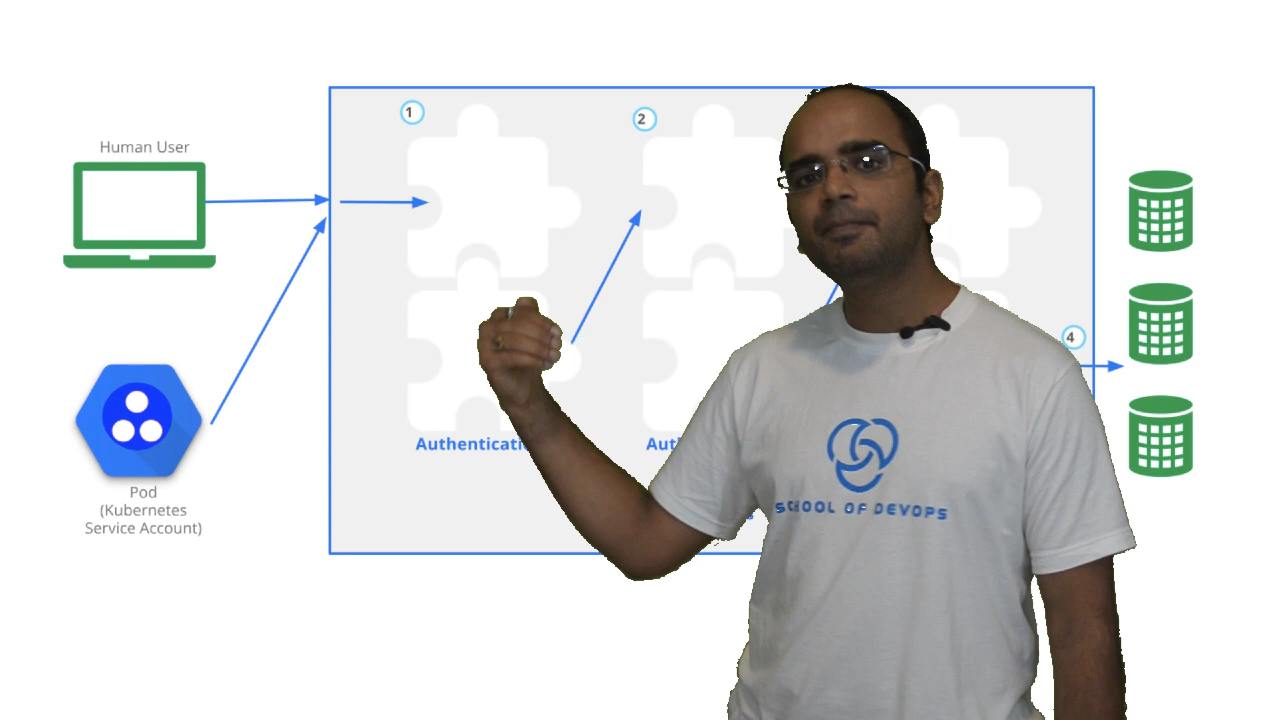 1
2
Human User
4
Pod
(Kubernetes
Service Account)
SCHOOL OF DEVOPS